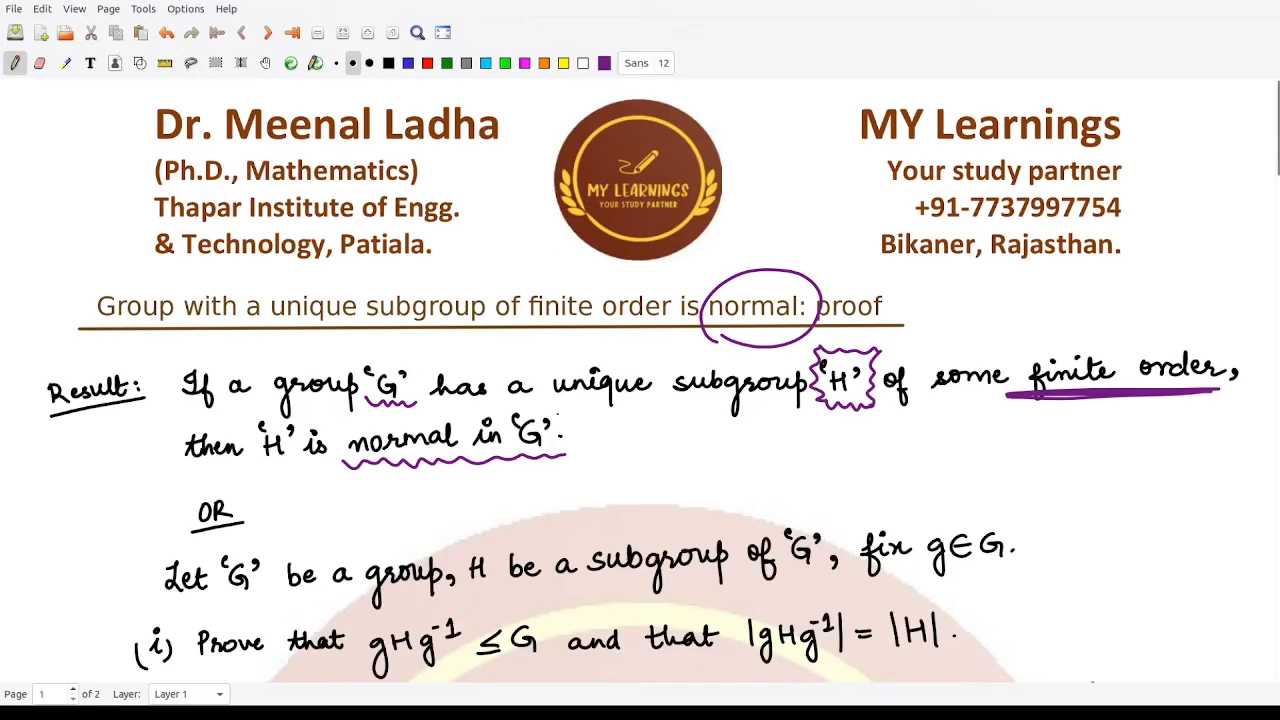 File Edit View Page Tools Options Help
Sans 12
Dr. Meenal Ladha
(Ph.D., Mathematics)
Thapar Institute of Engg.
& Technology, Patiala.
MY LEARNINGS
YOUR STUDY PARTNER
MY Learnings
Your study partner
+91-7737997754
Bikaner, Rajasthan.
Group with a unique subgroup of finite order is normal: proof
Result: If a group 'G' has a unique subgroup 'H' of some finite order,
then 'H' is normal in 'G'.
OR
Let 'G' be a group, H be a subgroup of 'G', fix g∈G.
(i) Prove that gHg⁻¹ ≤ G and that |gHg⁻¹| = |H|.
Page 1 of 2 Layer: Layer 1